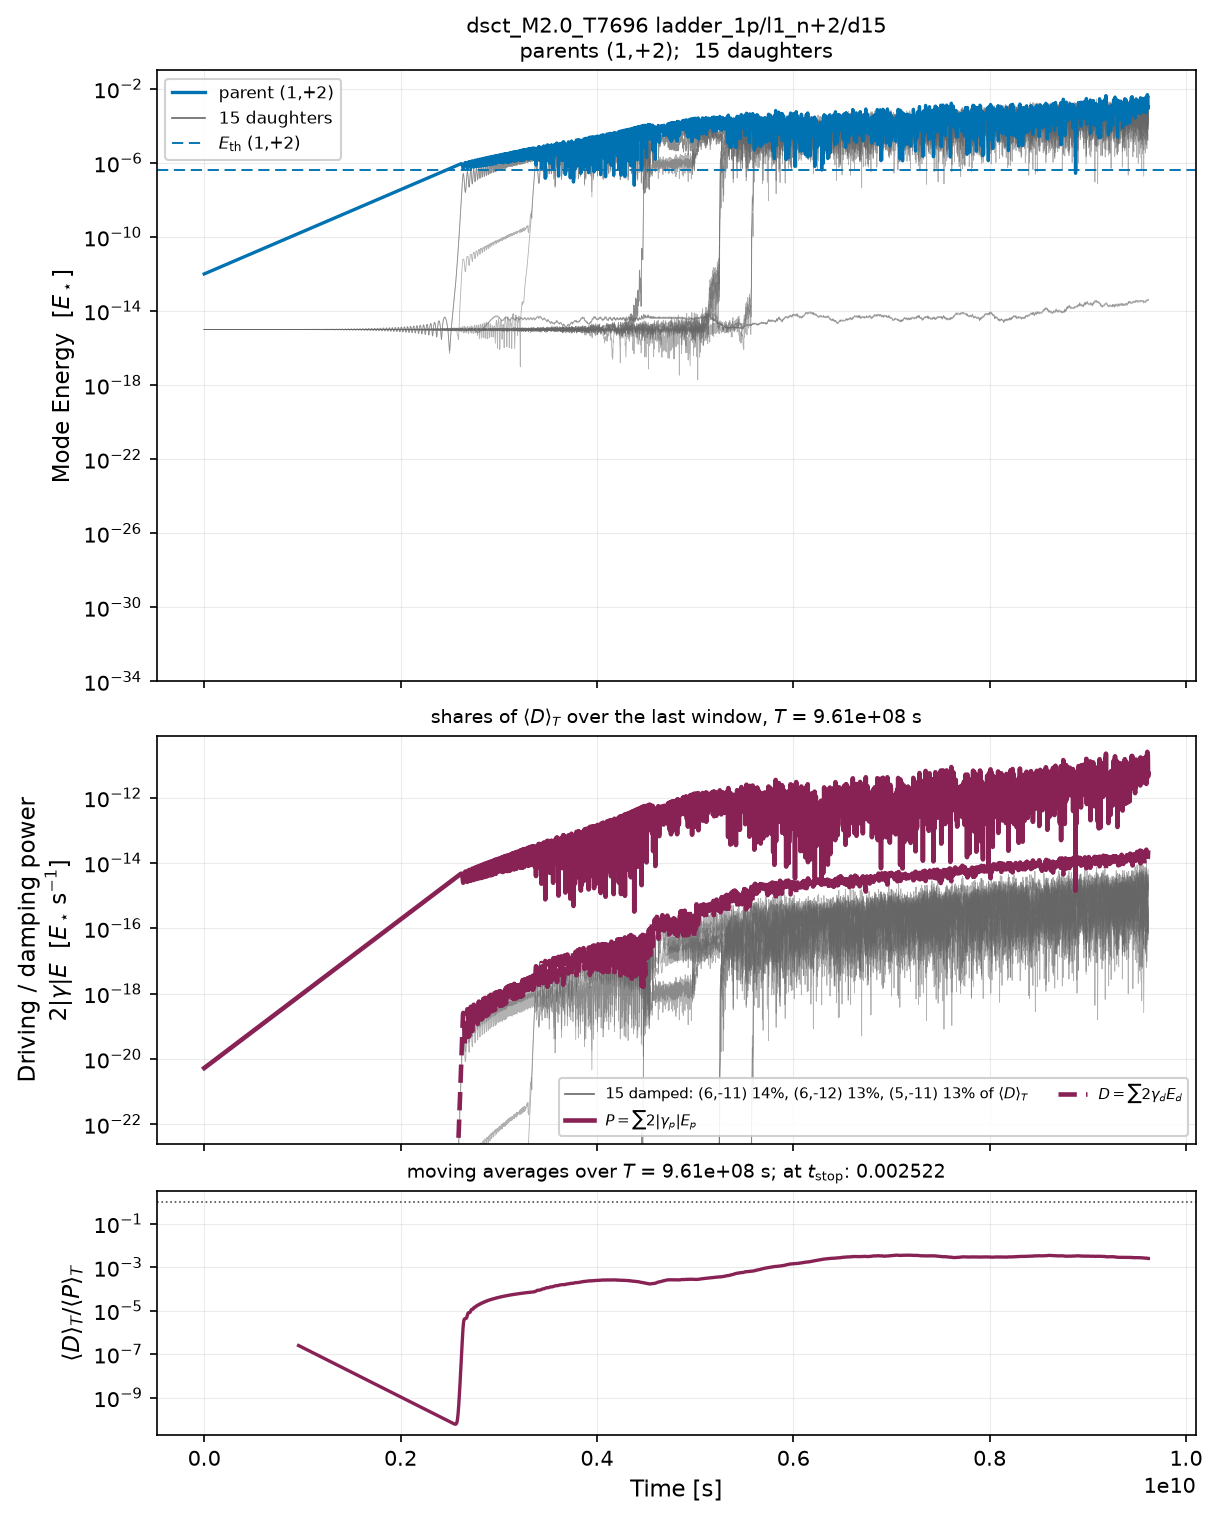 dsct_M2.0_T7696 ladder_1p/l1_n+2/d15
parents (1,+2);  15 daughters
parent (1,+2)
15 daughters
E_th (1,+2)
Mode Energy [E⋆]
10^−2
10^−6
10^−10
10^−14
10^−18
10^−22
10^−26
10^−30
10^−34
shares of ⟨D⟩_T over the last window, T = 9.61e+08 s
Driving / damping power
2|γ|E [E⋆ s^−1]
10^−12
10^−14
10^−16
10^−18
10^−20
10^−22
15 damped: (6,-11) 14%, (6,-12) 13%, (5,-11) 13% of ⟨D⟩_T
P = ∑2|γ_p|E_p
D = ∑2γ_dE_d
moving averages over T = 9.61e+08 s; at t_stop: 0.002522
⟨D⟩_T/⟨P⟩_T
10^−1
10^−3
10^−5
10^−7
10^−9
0.0 0.2 0.4 0.6 0.8 1.0
1e10
Time [s]